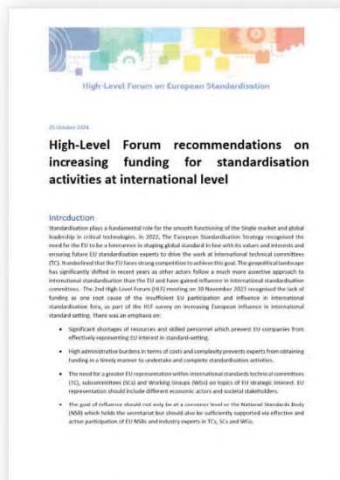 High-Level Forum on European Standardisation
25 October 2024
High-Level Forum recommendations on
increasing funding for standardisation
activities at international level
Introduction
Standardisation plays a fundamental role for the smooth functioning of the Single market and global
leadership in critical technologies. In 2022, The European Standardisation Strategy recognised the
need for the EU to be a forerunner in shaping global standard in line with its values and interests and
ensuring future EU standardisation experts to drive the work at international technical committees
(TC). It underlined that the EU faces strong competition to achieve this goal. The geopolitical landscape
has significantly shifted in recent years as other actors follow a much more assertive approach to
international standardisation than the EU and have gained influence in international standardisation
committees. The 2nd High Level Forum (HLF) meeting on 30 November 2023 recognised the lack of
funding as one root cause of the insufficient EU participation and influence in international
standardisation fora, as part of the HLF survey on increasing European influence in international
standard setting. There was an emphasis on:
• Significant shortages of resources and skilled personnel which prevent EU companies from
effectively representing EU interest in standard-setting.
• High administrative burdens in terms of costs and complexity prevents experts from obtaining
funding in a timely manner to undertake and complete standardisation activities.
• The need for a greater EU representation within international standards technical committees
(TC), subcommittees (SCs) and Working Groups (WGs) on topics of EU strategic interest. EU
representation should include different economic actors and societal stakeholders.
• The goal of influence should not only be at a convenor level or the National Standards Body
(NSB) which holds the secretariat but should also be sufficiently supported via effective and
active participation of EU NSBs and industry experts in TCs, SCs and WGs.